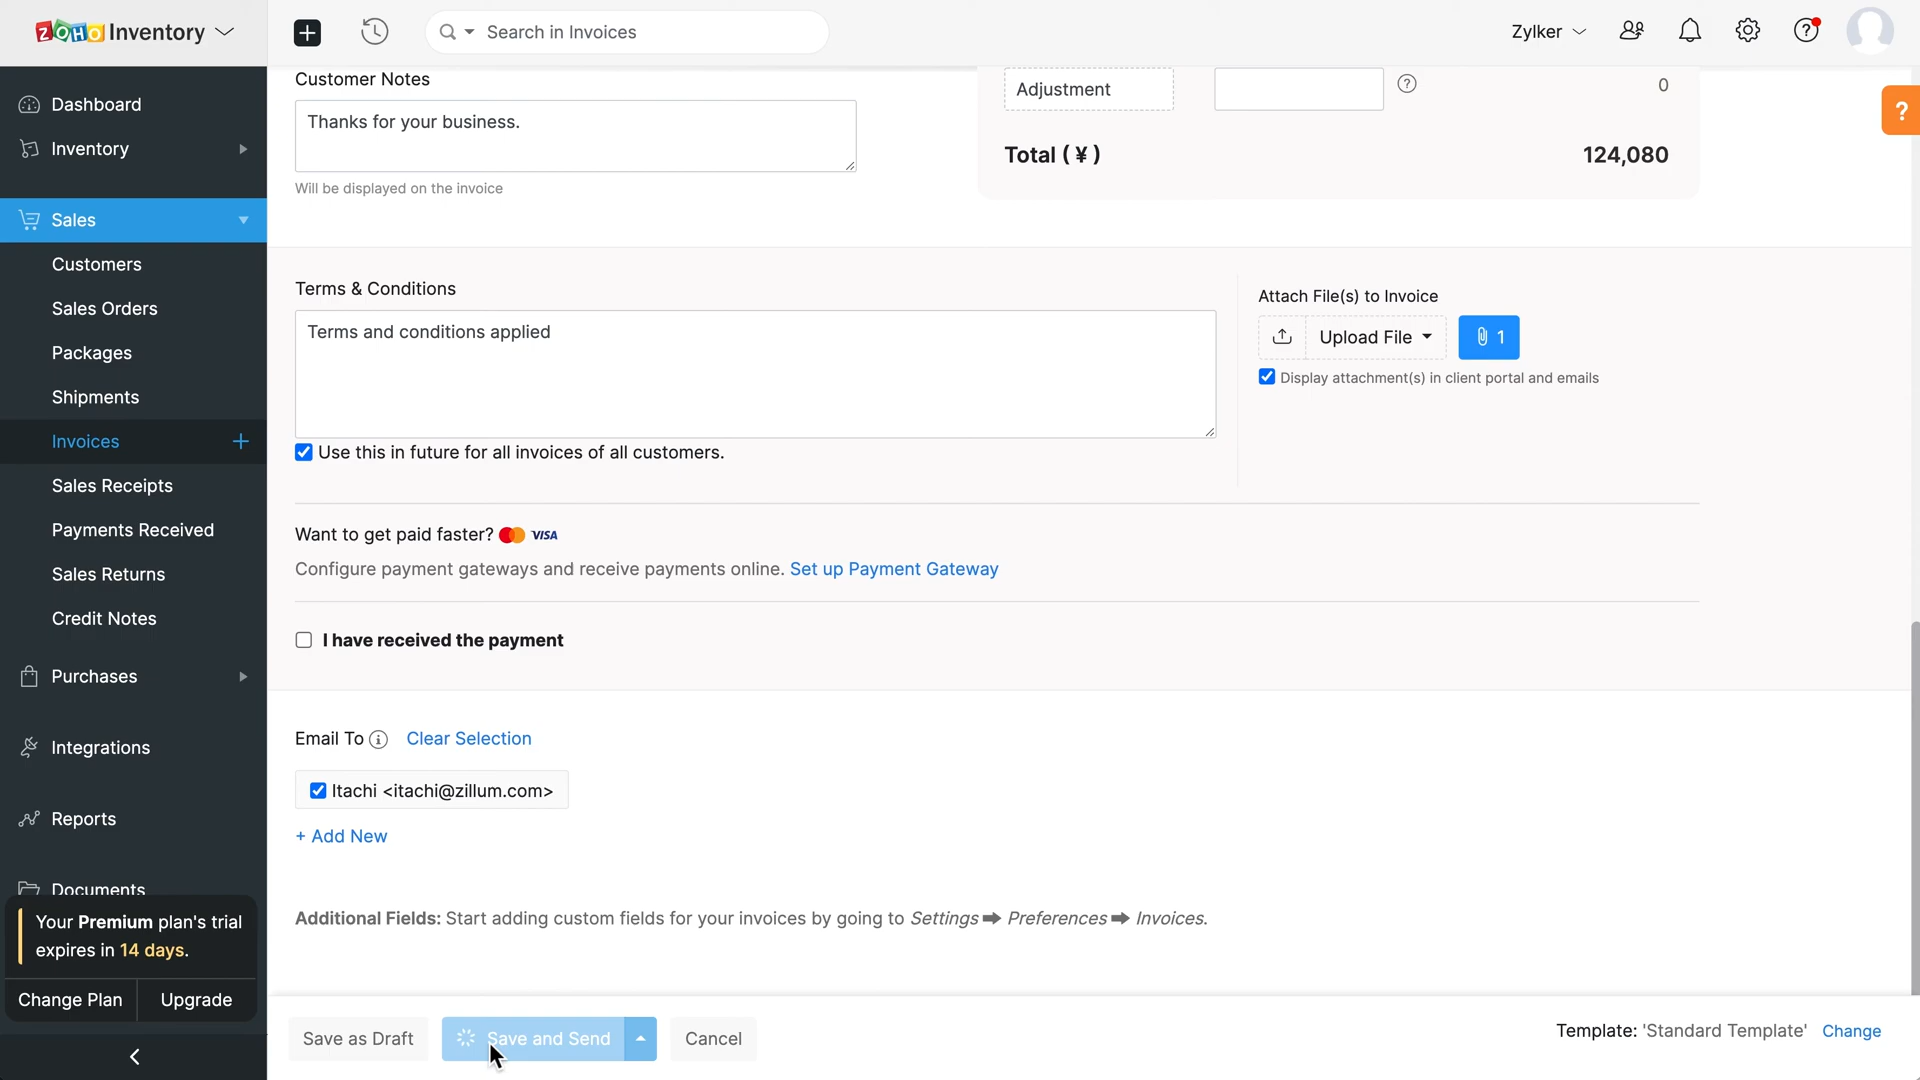 ZOHO Inventory
Search in Invoices
Zylker
Dashboard
Inventory
Sales
Customers
Sales Orders
Packages
Shipments
Invoices
Sales Receipts
Payments Received
Sales Returns
Credit Notes
Purchases
Integrations
Reports
Documents
Your Premium plan's trial
expires in 14 days.
Change Plan
Upgrade
Customer Notes
Thanks for your business.
Will be displayed on the invoice
Adjustment
?
0
Total ( ¥ )
124,080
?
Terms & Conditions
Terms and conditions applied
Use this in future for all invoices of all customers.
Attach File(s) to Invoice
Upload File
1
Display attachment(s) in client portal and emails
Want to get paid faster? VISA
Configure payment gateways and receive payments online. Set up Payment Gateway
I have received the payment
Email To Clear Selection
Itachi <itachi@zillum.com>
+ Add New
Additional Fields: Start adding custom fields for your invoices by going to Settings ➡ Preferences ➡ Invoices.
Save as Draft
Save and Send
Cancel
Template: 'Standard Template' Change